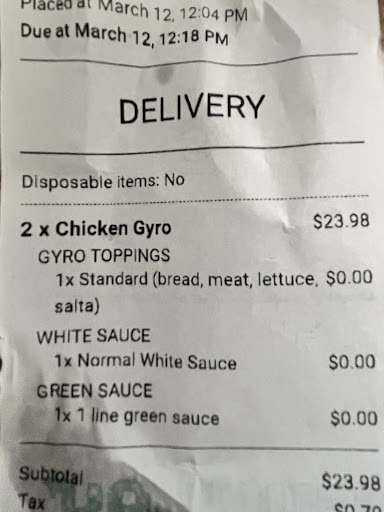 Placed at March 12, 12:04 PM
Due at March 12, 12:18 PM
DELIVERY
Disposable items: No
2 x Chicken Gyro $23.98
GYRO TOPPINGS
1x Standard (bread, meat, lettuce, $0.00
salta)
WHITE SAUCE
1x Normal White Sauce $0.00
GREEN SAUCE
1x 1 line green sauce $0.00
Subtotal $23.98
Tax